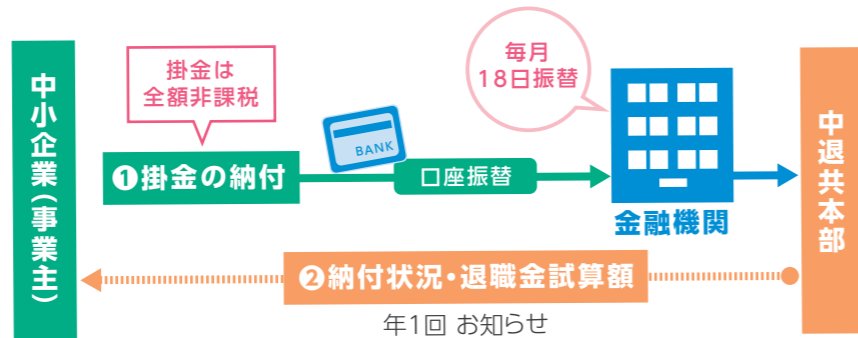 中小企業(事業主)
掛金は
全額非課税
❶掛金の納付
BANK
口座振替
毎月
18日振替
金融機関
中退共本部
❷納付状況・退職金試算額
年1回 お知らせ